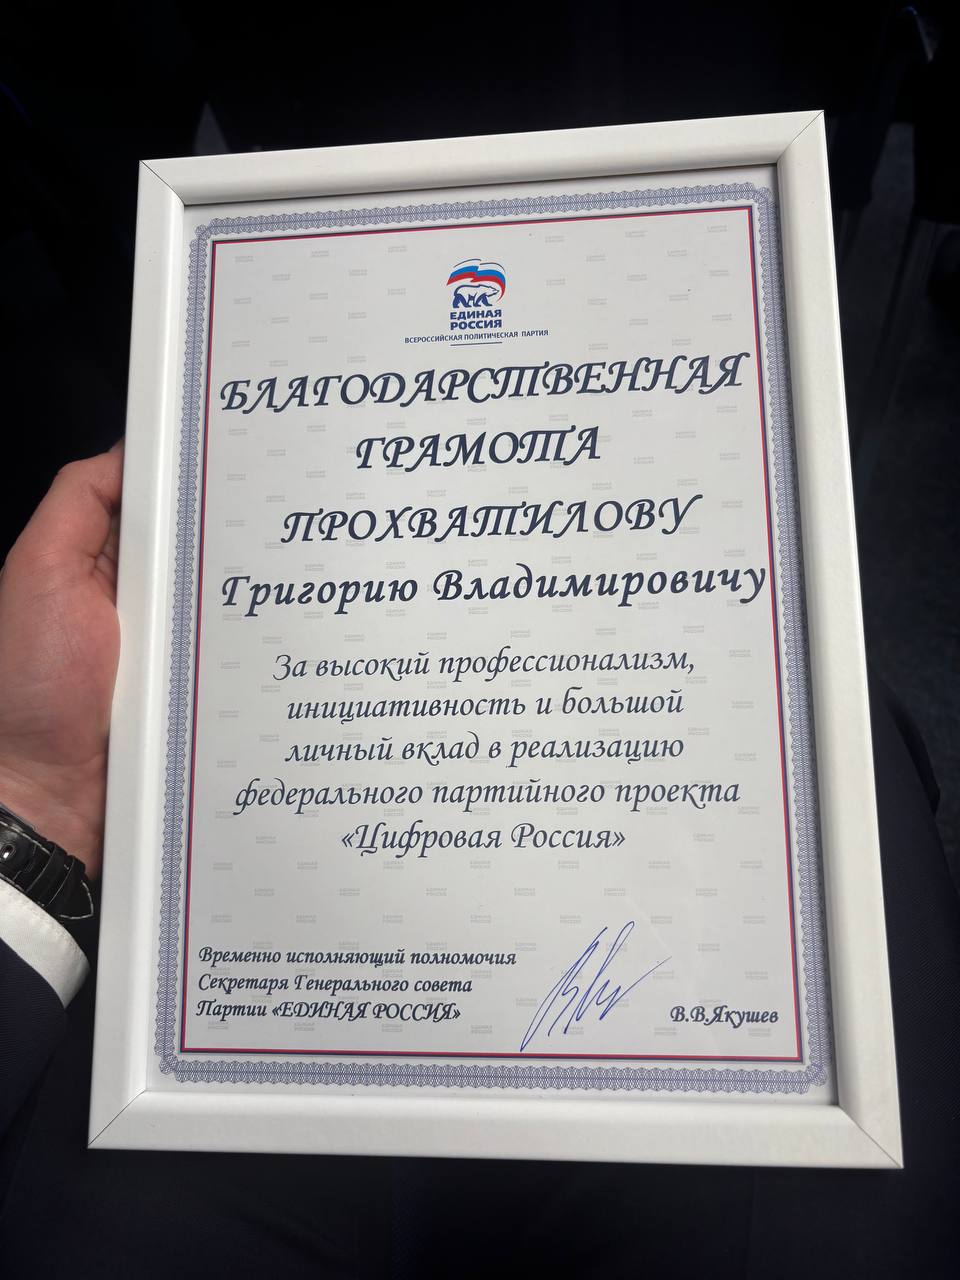 ЕДИНАЯ
РОССИЯ
ВСЕРОССИЙСКАЯ ПОЛИТИЧЕСКАЯ ПАРТИЯ
БЛАГОДАРСТВЕННАЯ
ГРАМОТА
ПРОХВАТИЛОВУ
Григорию Владимировичу
За высокий профессионализм,
инициативность и большой
личный вклад в реализацию
федерального партийного проекта
«Цифровая Россия»
Временно исполняющий полномочия
Секретаря Генерального совета
Партии «ЕДИНАЯ РОССИЯ»
В.В.Якушев